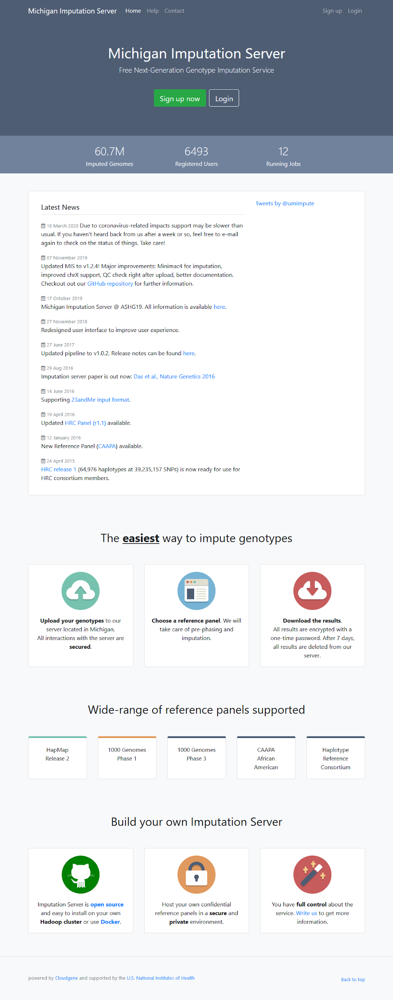 Michigan Imputation Server Home Help Contact Sign up Login
Michigan Imputation Server
Free Next-Generation Genotype Imputation Service
Sign up now Login
60.7M 6493 12
Imputed Genomes Registered Users Running Jobs
Latest News
18 March 2020 Due to coronavirus-related impacts support may be slower than
usual. If you haven't heard back from us after a week or so, feel free to e-mail
again to check on the status of things. Take care!
07 November 2019
Updated MIS to v1.2.4! Major improvements: Minimac4 for imputation,
improved chrX support, QC check right after upload, better documentation.
Checkout out our GitHub repository for further information.
17 October 2019
Michigan Imputation Server @ ASHG19. All information is available here.
27 November 2018
Redesigned user interface to improve user experience.
27 June 2017
Updated pipeline to v1.0.2. Release notes can be found here.
29 Aug 2016
Imputation server paper is out now: Das et al., Nature Genetics 2016
14 June 2016
Supporting 23andMe input format.
19 April 2016
Updated HRC Panel (r1.1) available.
12 January 2016
New Reference Panel (CAAPA) available.
24 April 2015
HRC release 1 (64,976 haplotypes at 39,235,157 SNPs) is now ready for use for
HRC consortium members.
Tweets by @umimpute
The easiest way to impute genotypes
Upload your genotypes to our
server located in Michigan.
All interactions with the server are
secured.
Choose a reference panel. We will
take care of pre-phasing and
imputation.
Download the results.
All results are encrypted with a
one-time password. After 7 days,
all results are deleted from our
server.
Wide-range of reference panels supported
HapMap
Release 2
1000 Genomes
Phase 1
1000 Genomes
Phase 3
CAAPA
African
American
Haplotype
Reference
Consortium
Build your own Imputation Server
Imputation Server is open source
and easy to install on your own
Hadoop cluster or use Docker.
Host your own confidential
reference panels in a secure and
private environment.
You have full control about the
service. Write us to get more
information.
powered by Cloudgene and supported by the U.S. National Institutes of Health
Back to top